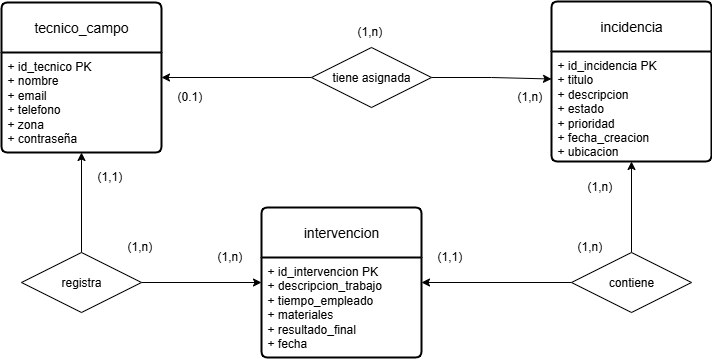 tecnico_campo
+ id_tecnico PK
+ nombre
+ email
+ telefono
+ zona
+ contraseña
(1,n)
tiene asignada
(0.1)
(1,n)
incidencia
+ id_incidencia PK
+ titulo
+ descripcion
+ estado
+ prioridad
+ fecha_creacion
+ ubicacion
(1,1)
(1,n)
registra
(1,n)
intervencion
+ id_intervencion PK
+ descripcion_trabajo
+ tiempo_empleado
+ materiales
+ resultado_final
+ fecha
(1,1)
(1,n)
(1,n)
contiene